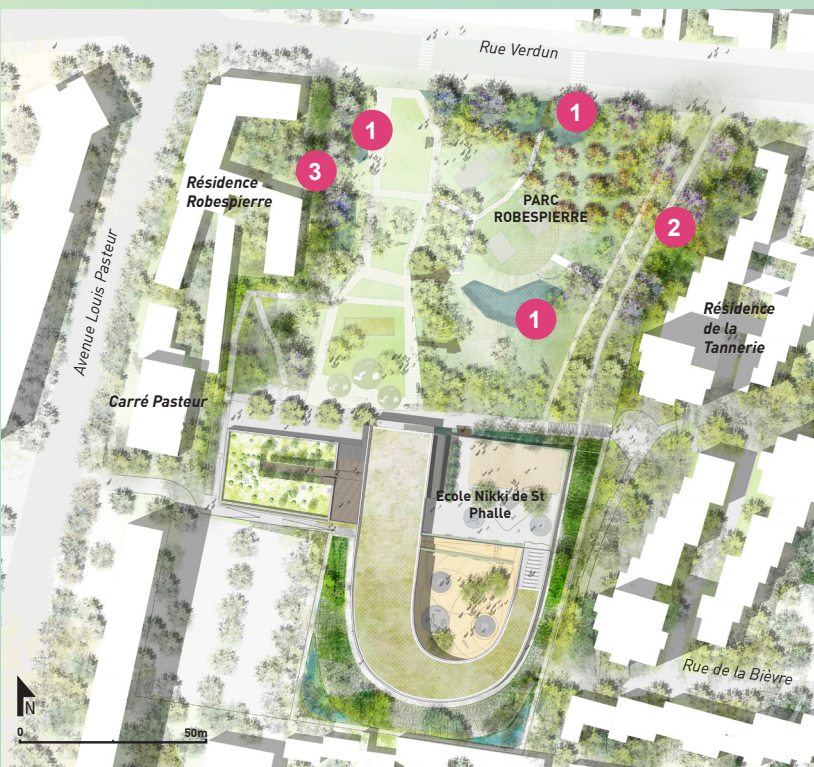 Rue Verdun
1
1
3
Résidence
Robespierre
PARC
ROBESPIERRE
2
Avenue Louis Pasteur
1
Résidence
de la
Tannerie
Carré Pasteur
Ecole Nikki de St
Phalle
Rue de la Bièvre
N
0
50m